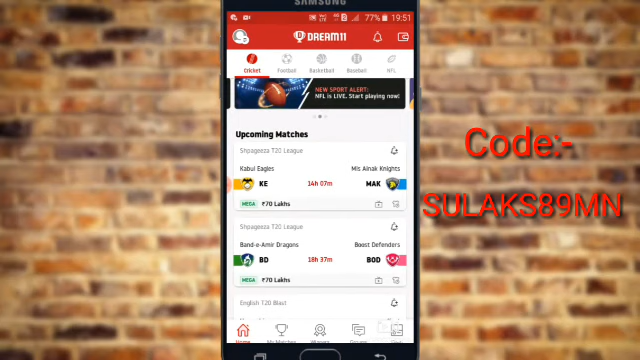 SAMSUNG
77% 19:51
DREAM11
Cricket Football Basketball Baseball NFL
NEW SPORT ALERT:
NFL is LIVE. Start playing now!
Upcoming Matches
Shpageeza T20 League
Kabul Eagles Mis Ainak Knights
KE 14h 07m MAK
MEGA ₹70 Lakhs
Shpageeza T20 League
Band-e-Amir Dragons Boost Defenders
BD 18h 37m BOD
MEGA ₹70 Lakhs
English T20 Blast
Home My Matches
Code:-
SULAKS89MN